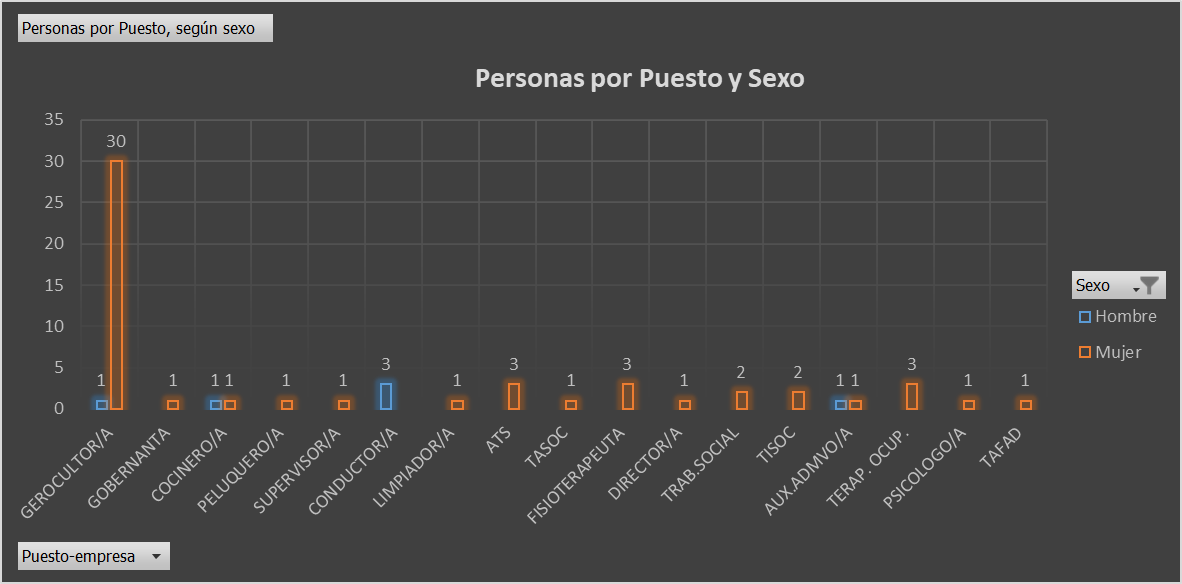 Personas por Puesto, según sexo
Personas por Puesto y Sexo
35
30
25
20
15
10
5
0
1
30
1
1 1
1
1
3
1
3
1
3
1
2
2
1 1
3
1
1
GEROCULTOR/A
GOBERNANTA
COCINERO/A
PELUQUERO/A
SUPERVISOR/A
CONDUCTOR/A
LIMPIADOR/A
ATS
TASOC
FISIOTERAPEUTA
DIRECTOR/A
TRAB.SOCIAL
TISOC
AUX.ADMVO/A
TERAP. OCUP.
PSICOLOGO/A
TAFAD
Sexo
Hombre
Mujer
Puesto-empresa